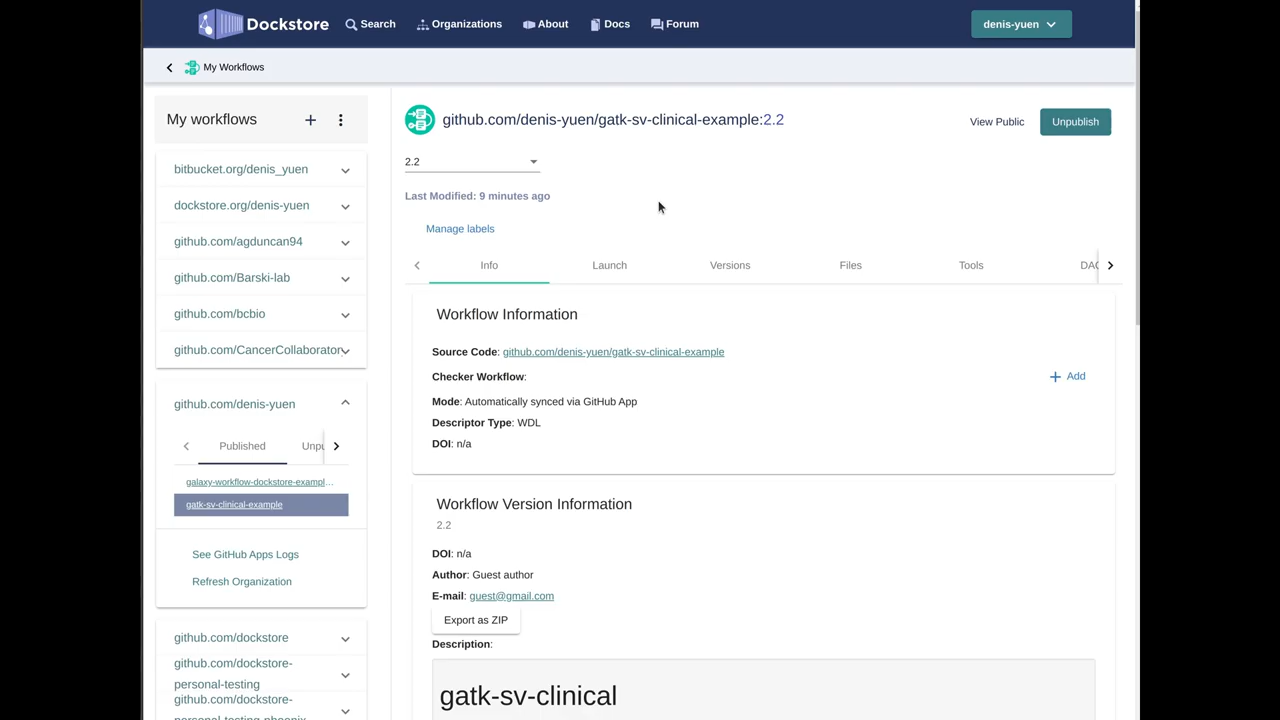 Dockstore Search Organizations About Docs Forum denis-yuen
My Workflows
My workflows
bitbucket.org/denis_yuen
dockstore.org/denis-yuen
github.com/agduncan94
github.com/Barski-lab
github.com/bcbio
github.com/CancerCollaborator
github.com/denis-yuen
Published Unpu
galaxy-workflow-dockstore-exampl...
gatk-sv-clinical-example
See GitHub Apps Logs
Refresh Organization
github.com/dockstore
github.com/dockstore-
personal-testing
github.com/dockstore-
personal-testing-phoenix
github.com/denis-yuen/gatk-sv-clinical-example:2.2
View Public Unpublish
2.2
Last Modified: 9 minutes ago
Manage labels
Info Launch Versions Files Tools DAG
Workflow Information
Source Code: github.com/denis-yuen/gatk-sv-clinical-example
Checker Workflow: + Add
Mode: Automatically synced via GitHub App
Descriptor Type: WDL
DOI: n/a
Workflow Version Information
2.2
DOI: n/a
Author: Guest author
E-mail: guest@gmail.com
Export as ZIP
Description:
gatk-sv-clinical